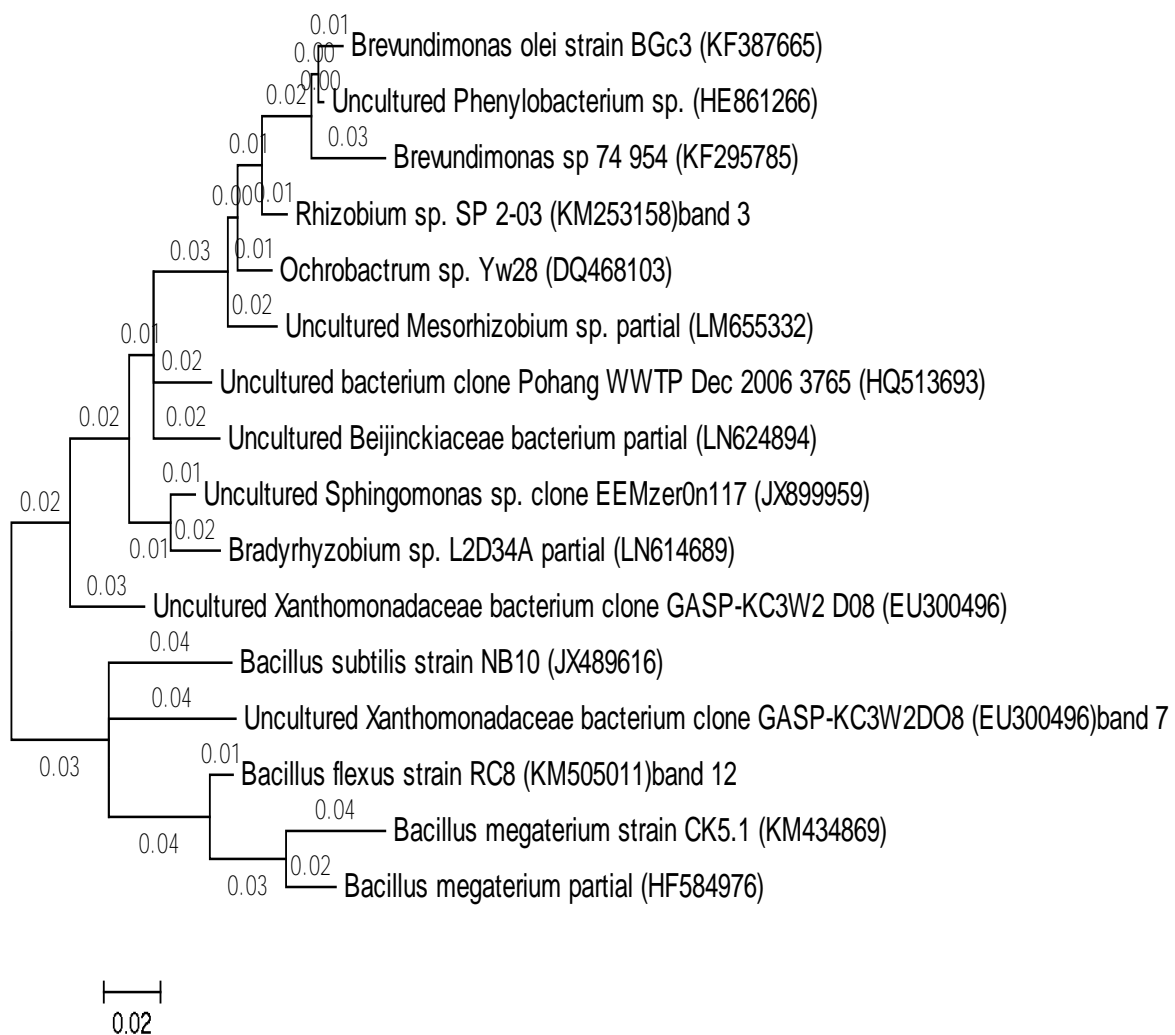 0.01
Brevundimonas olei strain BGc3 (KF387665)
0.00
0.00
0.02
Uncultured Phenylobacterium sp. (HE861266)
0.03
Brevundimonas sp 74 954 (KF295785)
0.01
0.00
0.01
Rhizobium sp. SP 2-03 (KM253158)band 3
0.03
0.01
Ochrobactrum sp. Yw28 (DQ468103)
0.02
Uncultured Mesorhizobium sp. partial (LM655332)
0.01
0.02
Uncultured bacterium clone Pohang WWTP Dec 2006 3765 (HQ513693)
0.02
0.02
Uncultured Beijinckiaceae bacterium partial (LN624894)
0.01
Uncultured Sphingomonas sp. clone EEMzer0n117 (JX899959)
0.02
0.01
0.02
Bradyrhyzobium sp. L2D34A partial (LN614689)
0.03
Uncultured Xanthomonadaceae bacterium clone GASP-KC3W2 D08 (EU300496)
0.04
Bacillus subtilis strain NB10 (JX489616)
0.04
Uncultured Xanthomonadaceae bacterium clone GASP-KC3W2DO8 (EU300496)band 7
0.03
0.01
Bacillus flexus strain RC8 (KM505011)band 12
0.04
0.04
Bacillus megaterium strain CK5.1 (KM434869)
0.03
0.02
Bacillus megaterium partial (HF584976)
0.02